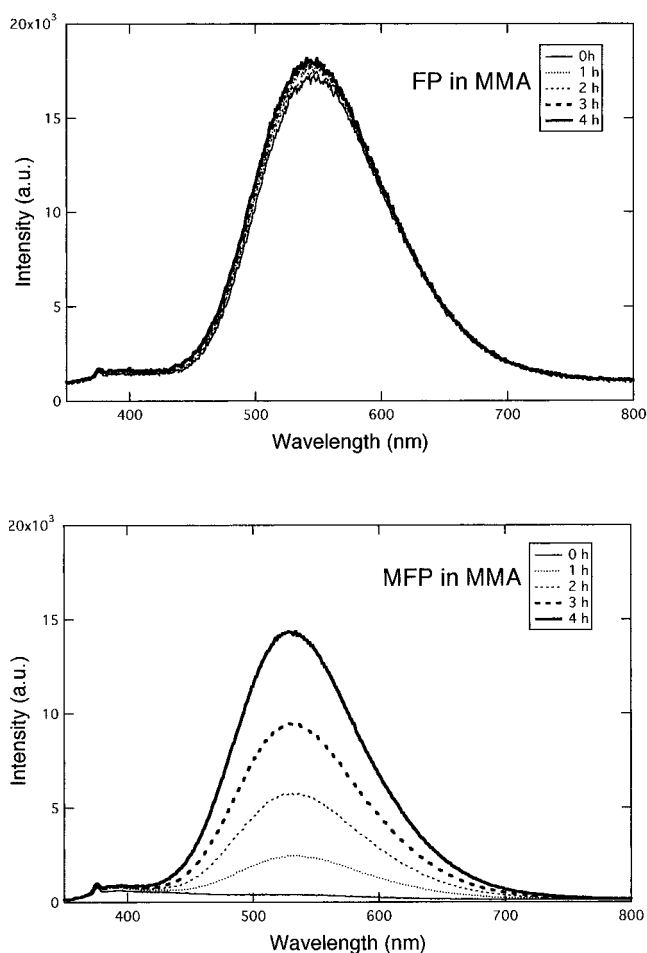 20x10³
0h
1 h
2 h
3 h
4 h
FP in MMA
15
10
5
0
Intensity (a.u.)
400
500
600
700
800
Wavelength (nm)
20x10³
0 h
1 h
2 h
3 h
4 h
MFP in MMA
15
10
5
0
Intensity (a.u.)
400
500
600
700
800
Wavelength (nm)